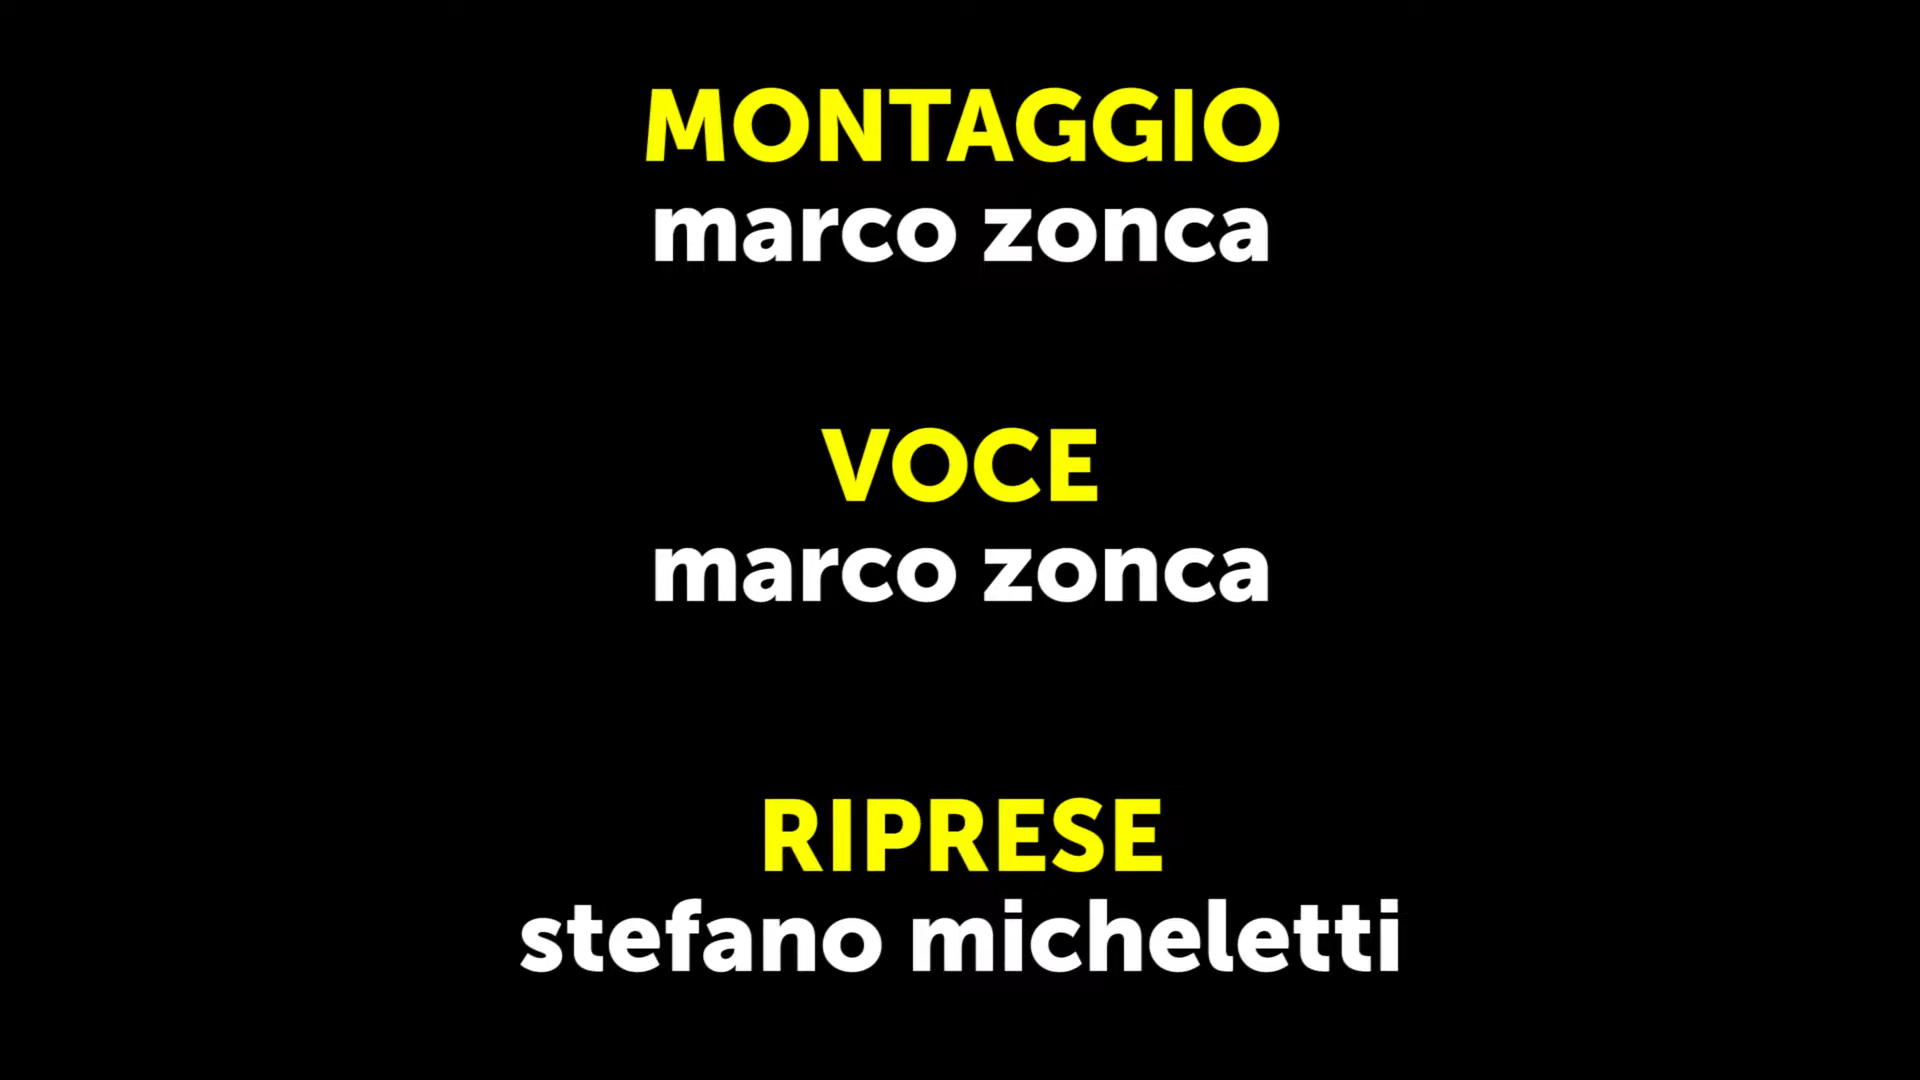 MONTAGGIO
marco zonca
VOCE
marco zonca
RIPRESE
stefano micheletti